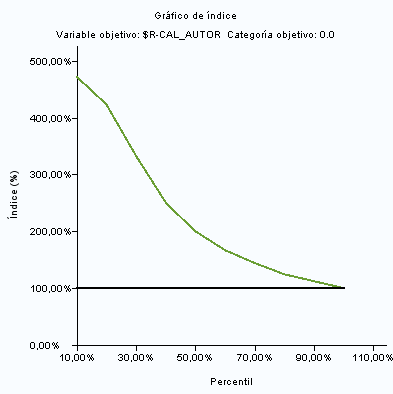 Gráfico de índice
Variable objetivo: $R-CAL_AUTOR Categoría objetivo: 0.0
500,00%
400,00%
300,00%
200,00%
100,00%
0,00%
Índice (%)
10,00% 30,00% 50,00% 70,00% 90,00% 110,00%
Percentil